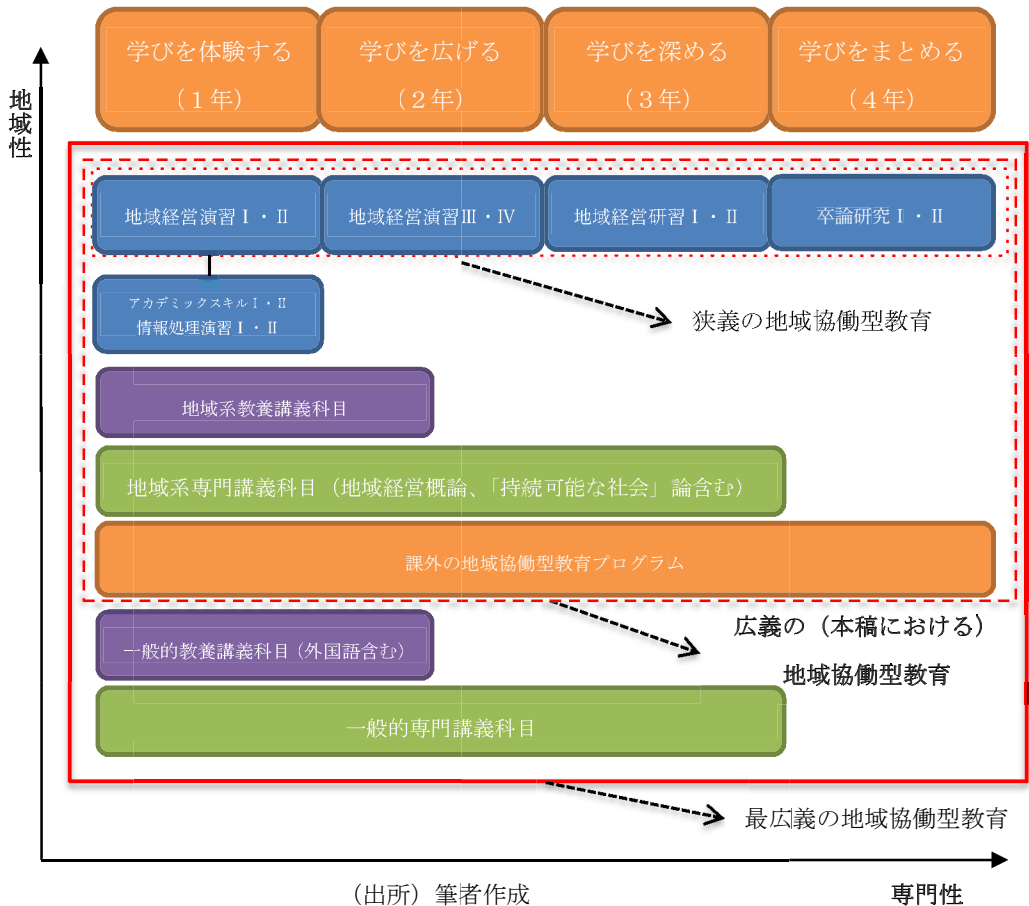 学びを体験する
(1年)
学びを広げる
(2年)
学びを深める
(3年)
学びをまとめる
(4年)
地域性
地域経営演習Ⅰ・Ⅱ
地域経営演習Ⅲ・Ⅳ
地域経営研習Ⅰ・Ⅱ
卒論研究Ⅰ・Ⅱ
アカデミックスキルⅠ・Ⅱ
情報処理演習Ⅰ・Ⅱ
狭義の地域協働型教育
地域系教養講義科目
地域系専門講義科目(地域経営概論、「持続可能な社会」論含む)
課外の地域協働型教育プログラム
広義の(本稿における)
地域協働型教育
一般的教養講義科目(外国語含む)
一般的専門講義科目
最広義の地域協働型教育
(出所)筆者作成
専門性